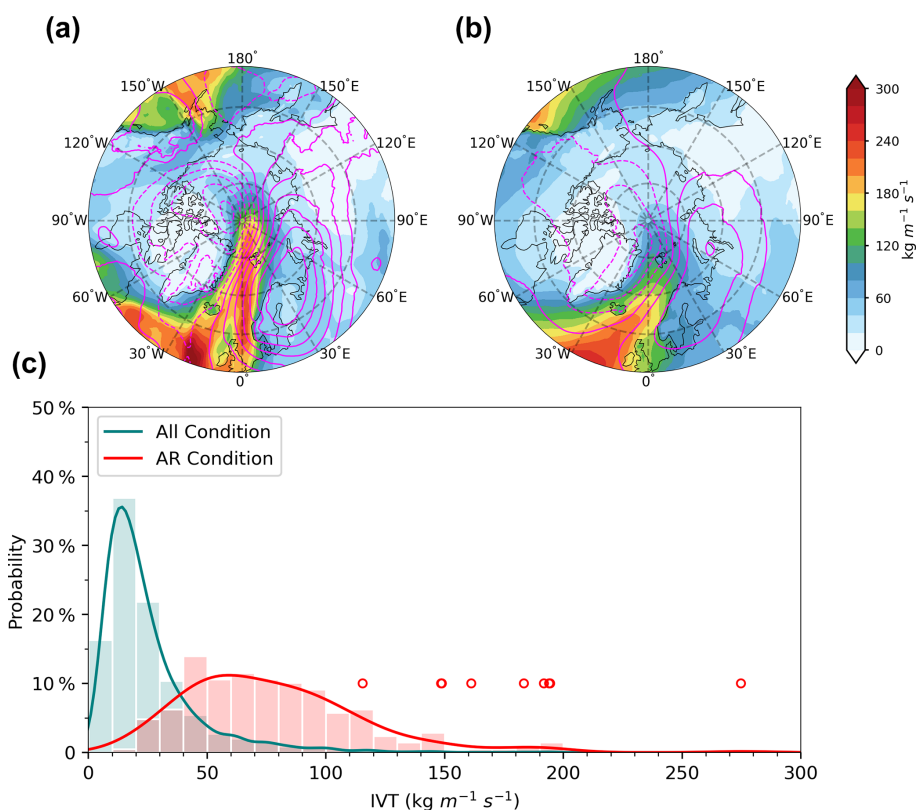 (a)
180°
150°W
150°E
120°W
120°E
90°W
90°E
60°W
60°E
30°W
30°E
0°
(b)
180°
150°W
150°E
120°W
120°E
90°W
90°E
60°W
60°E
30°W
30°E
0°
300
240
180
120
60
0
kg m⁻¹ s⁻¹
(c)
50 %
40 %
30 %
20 %
10 %
0
Probability
All Condition
AR Condition
0
50
100
150
200
250
300
IVT (kg m⁻¹ s⁻¹)